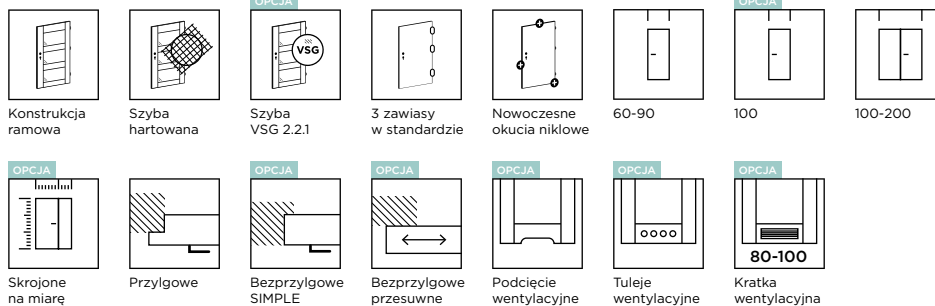 OPCJA
OPCJA
VSG
Konstrukcja
ramowa
Szyba
hartowana
Szyba
VSG 2.2.1
3 zawiasy
w standardzie
Nowoczesne
okucia niklowe
60-90
100
100-200
OPCJA
OPCJA
OPCJA
OPCJA
OPCJA
OPCJA
80-100
Skrojone
na miarę
Przylgowe
Bezprzylgowe
SIMPLE
Bezprzylgowe
przesuwne
Podcięcie
wentylacyjne
Tuleje
wentylacyjne
Kratka
wentylacyjna